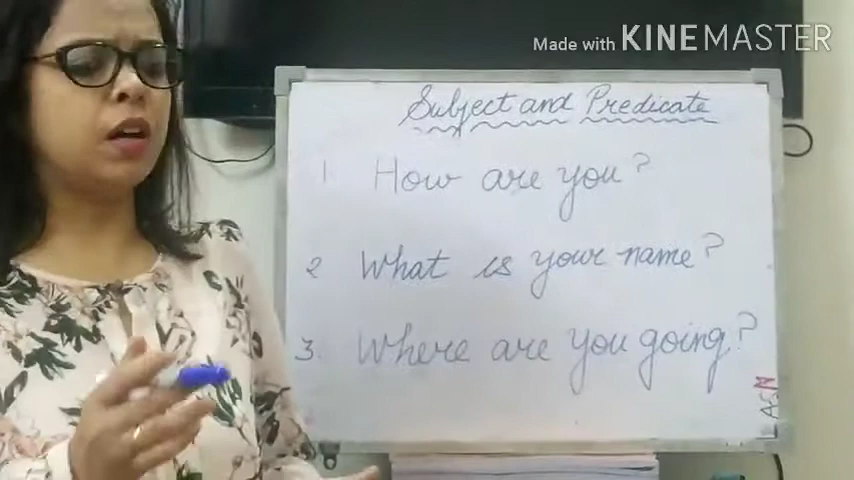 Made with KINEMASTER
Subject and Predicate
1 How are you?
2 What is your name?
3. Where are you going?
LASN